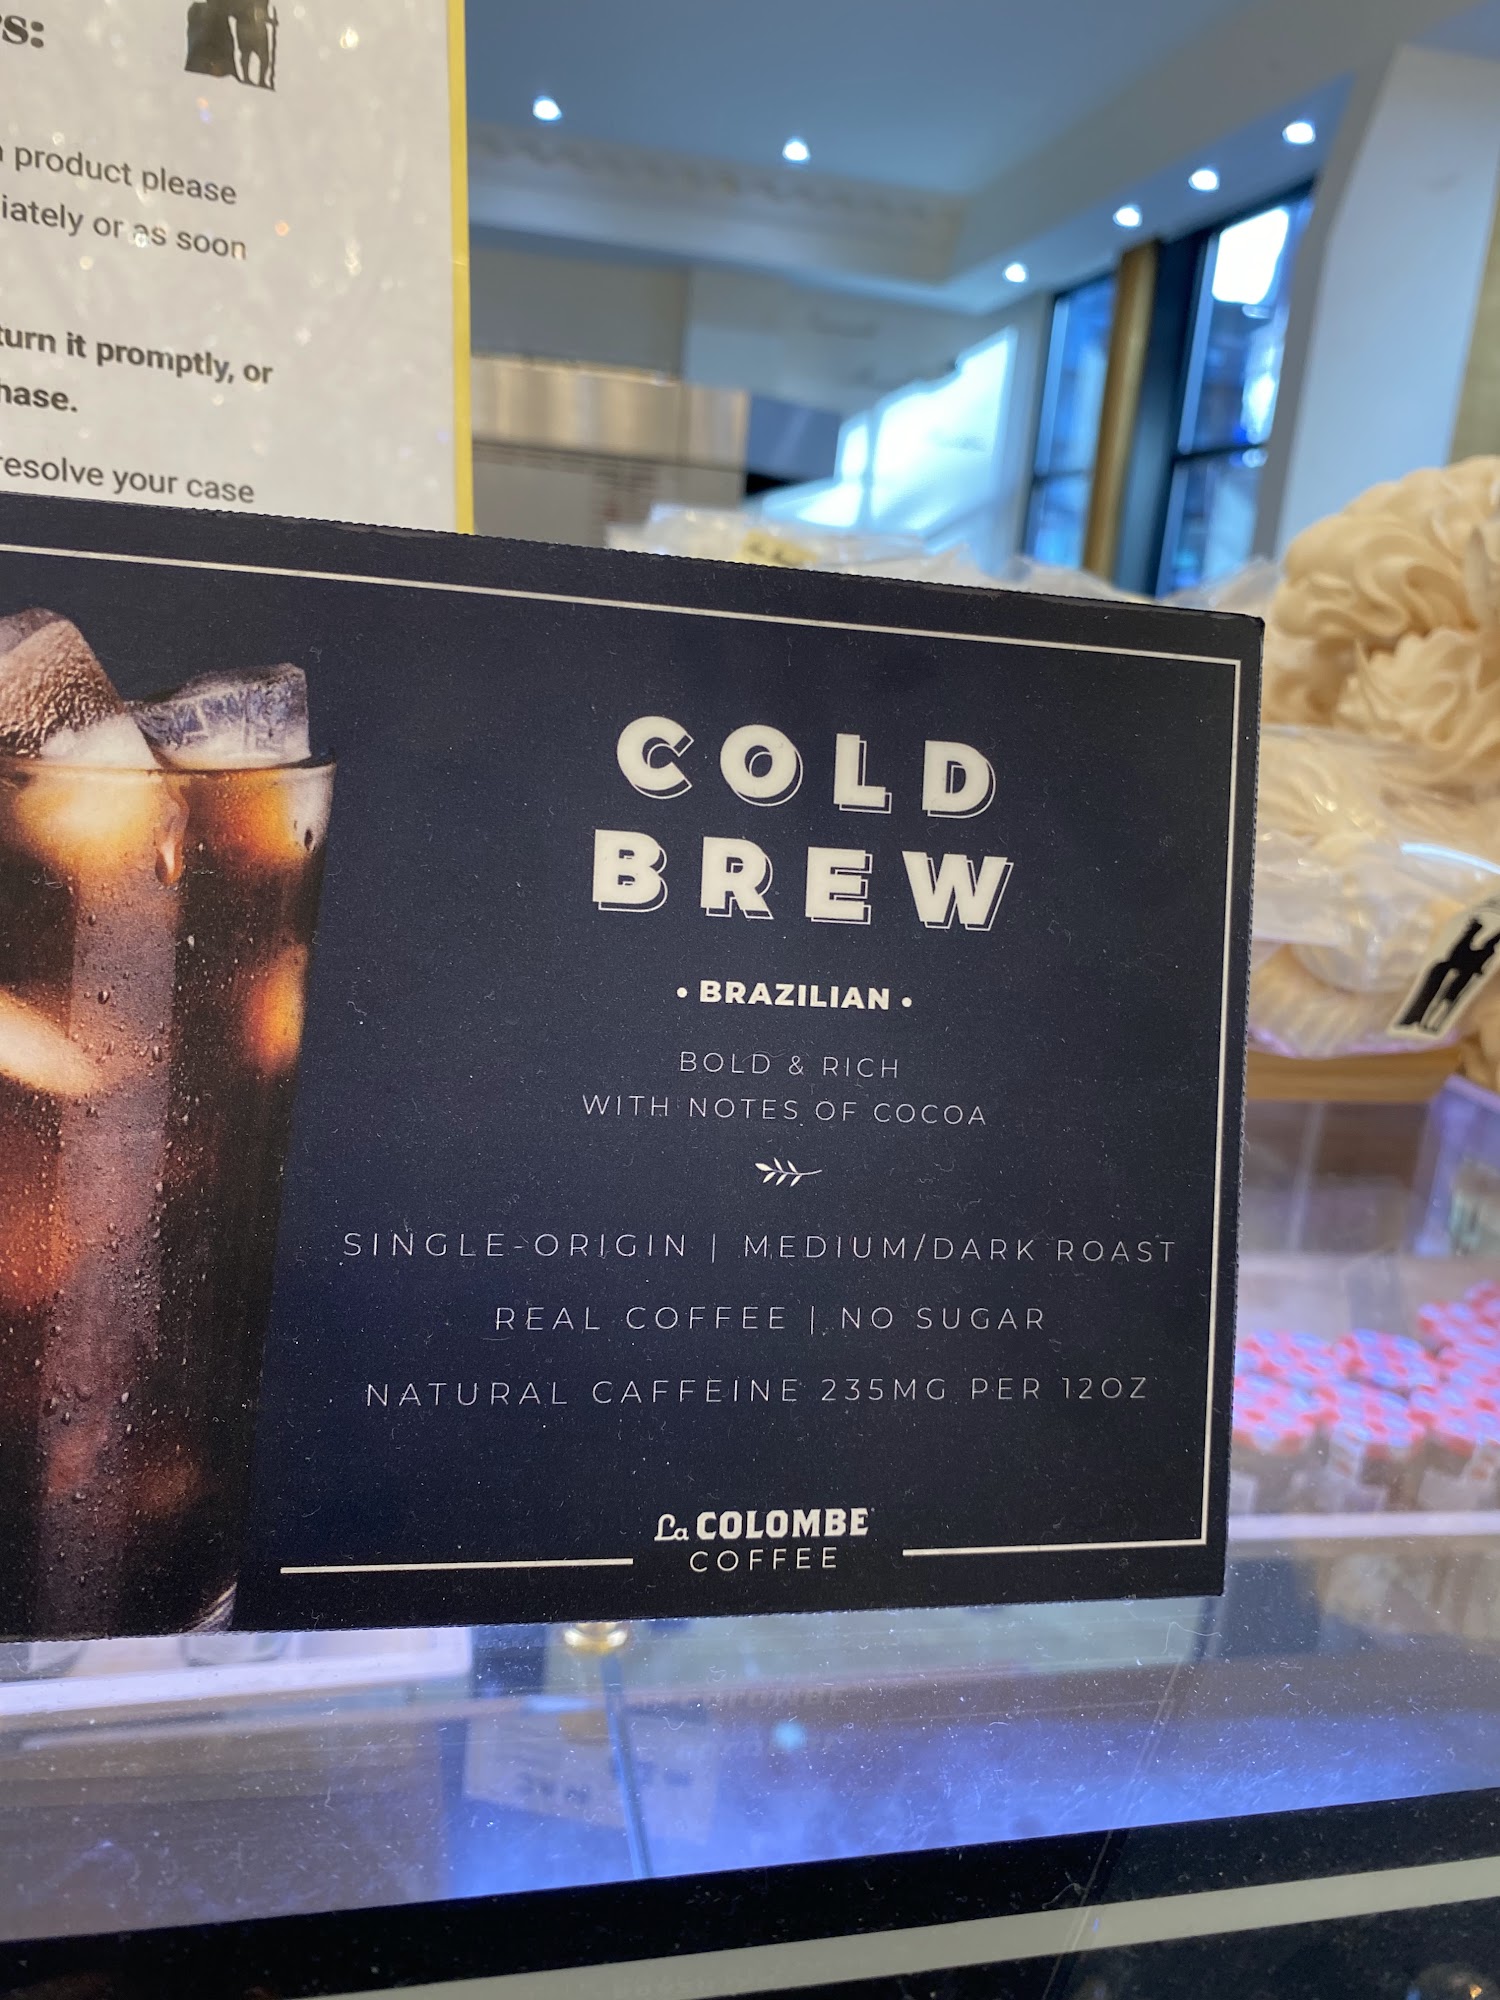 s:
product please
iately or as soon
turn it promptly, or
hase.
resolve your case
COLD
BREW
• BRAZILIAN •
BOLD & RICH
WITH NOTES OF COCOA
SINGLE-ORIGIN | MEDIUM/DARK ROAST
REAL COFFEE | NO SUGAR
NATURAL CAFFEINE 235MG PER 12OZ
La COLOMBE
COFFEE